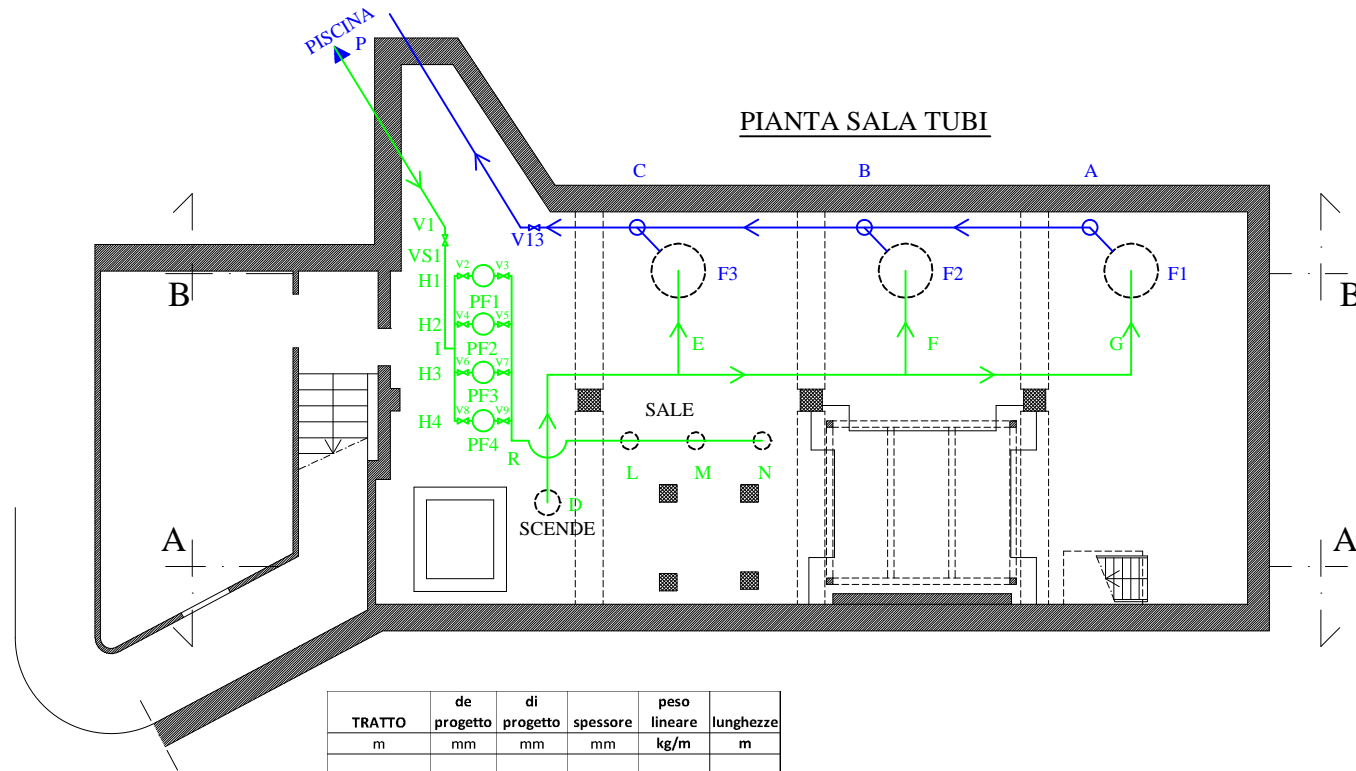 PISCINA
P
PIANTA SALA TUBI
C
B
A
V1
V13
VS1
V2
V3
H1
PF1
F3
F2
F1
B
B
H2
V4
V5
I
PF2
E
F
G
H3
V6
V7
PF3
SALE
H4
V8
V9
PF4
R
L
M
N
D
SCENDE
A
A
TRATTO
de progetto
di progetto
spessore
peso lineare
lunghezze
m
mm
mm
mm
kg/m
m